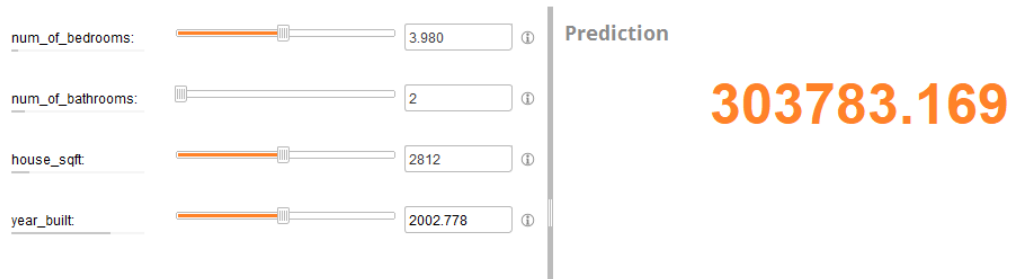 num_of_bedrooms: 3.980
num_of_bathrooms: 2
house_sqft: 2812
year_built: 2002.778
Prediction
303783.169